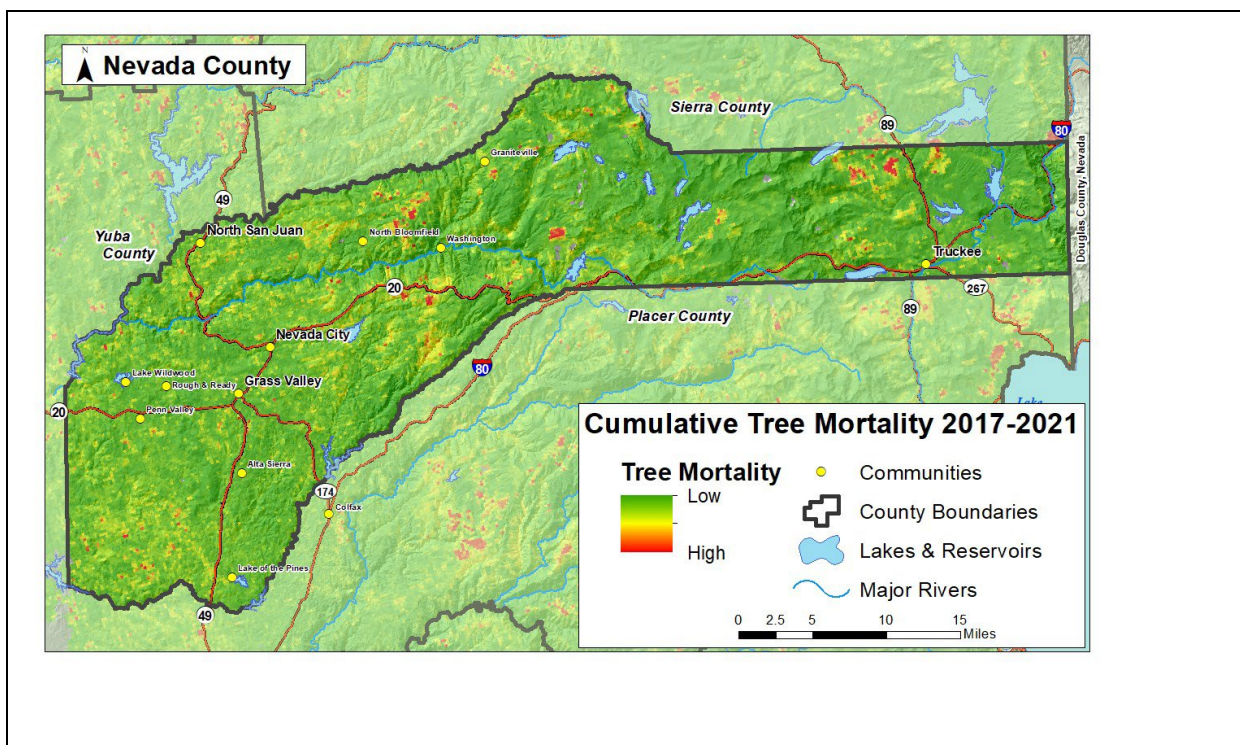 N
Nevada County
Sierra County
89
80
Graniteville
49
North San Juan
North Bloomfield
Washington
Yuba
County
Douglas County, Nevada
Truckee
20
267
Placer County
89
Nevada City
Lake Wildwood
Rough & Ready
Grass Valley
80
20
Penn Valley
Lake
Alta Sierra
174
Colfax
Lake of the Pines
49
49
Cumulative Tree Mortality 2017-2021
Tree Mortality
Low
High
Communities
County Boundaries
Lakes & Reservoirs
Major Rivers
0 2.5 5 10 15
Miles